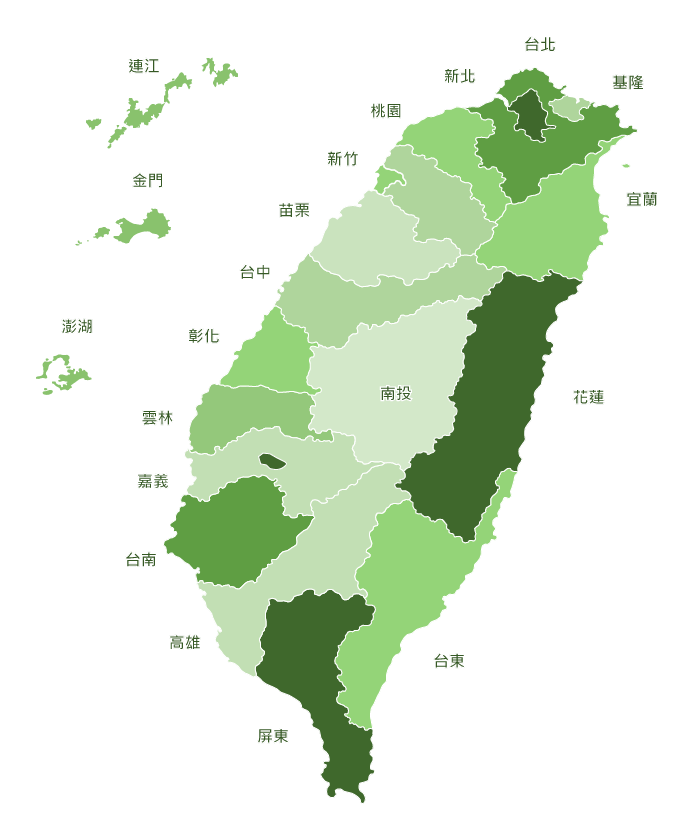 台北
連江
新北
基隆
桃園
新竹
金門
宜蘭
苗栗
台中
澎湖
彰化
南投
花蓮
雲林
嘉義
台南
高雄
台東
屏東